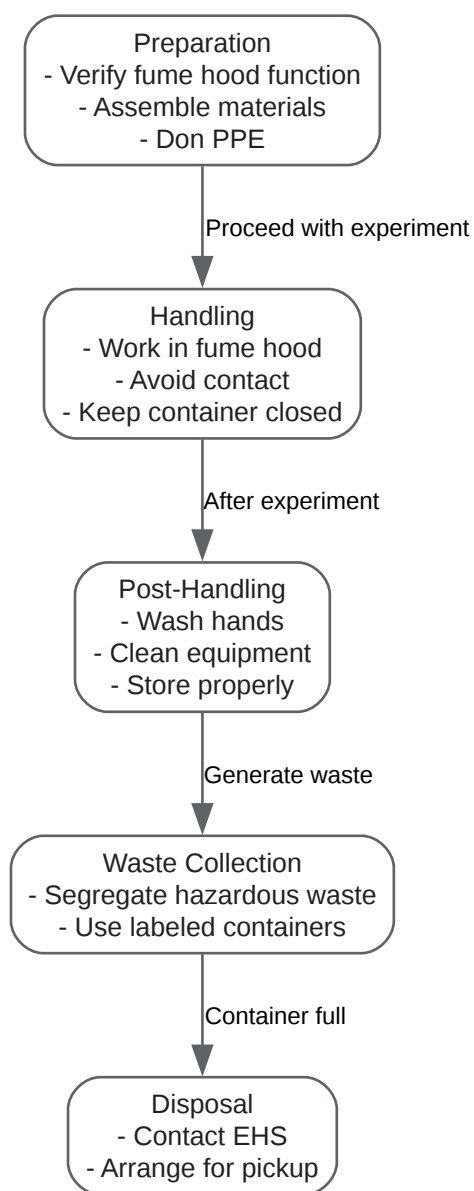 Preparation
- Verify fume hood function
- Assemble materials
- Don PPE
Proceed with experiment
Handling
- Work in fume hood
- Avoid contact
- Keep container closed
After experiment
Post-Handling
- Wash hands
- Clean equipment
- Store properly
Generate waste
Waste Collection
- Segregate hazardous waste
- Use labeled containers
Container full
Disposal
- Contact EHS
- Arrange for pickup